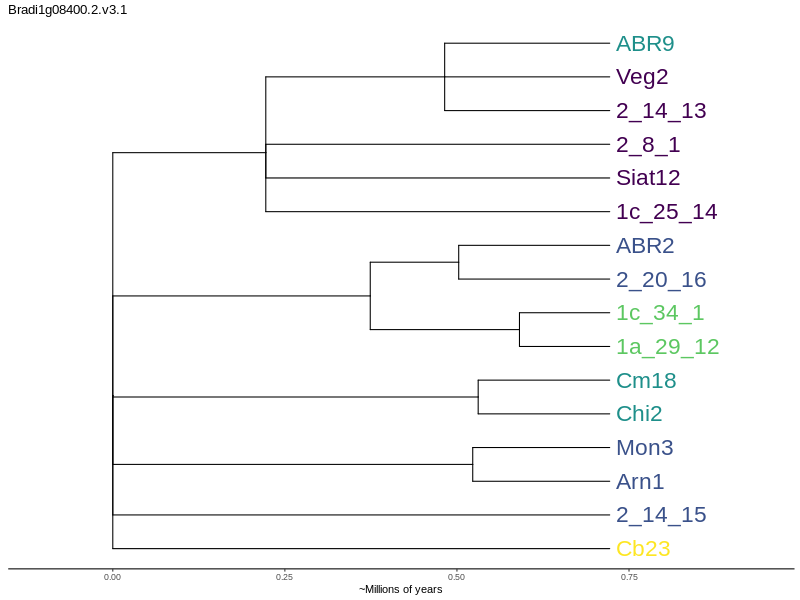 Bradi1g08400.2.v3.1
ABR9
Veg2
2_14_13
2_8_1
Siat12
1c_25_14
ABR2
2_20_16
1c_34_1
1a_29_12
Cm18
Chi2
Mon3
Arn1
2_14_15
Cb23
0.00 0.25 0.50 0.75
~Millions of years